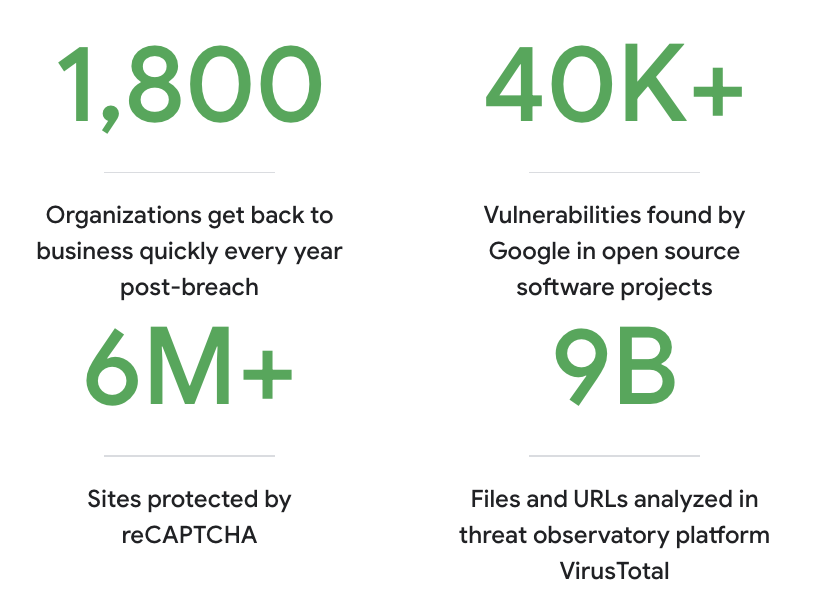 1,800
Organizations get back to
business quickly every year
post-breach
40K+
Vulnerabilities found by
Google in open source
software projects
6M+
Sites protected by
reCAPTCHA
9B
Files and URLs analyzed in
threat observatory platform
VirusTotal